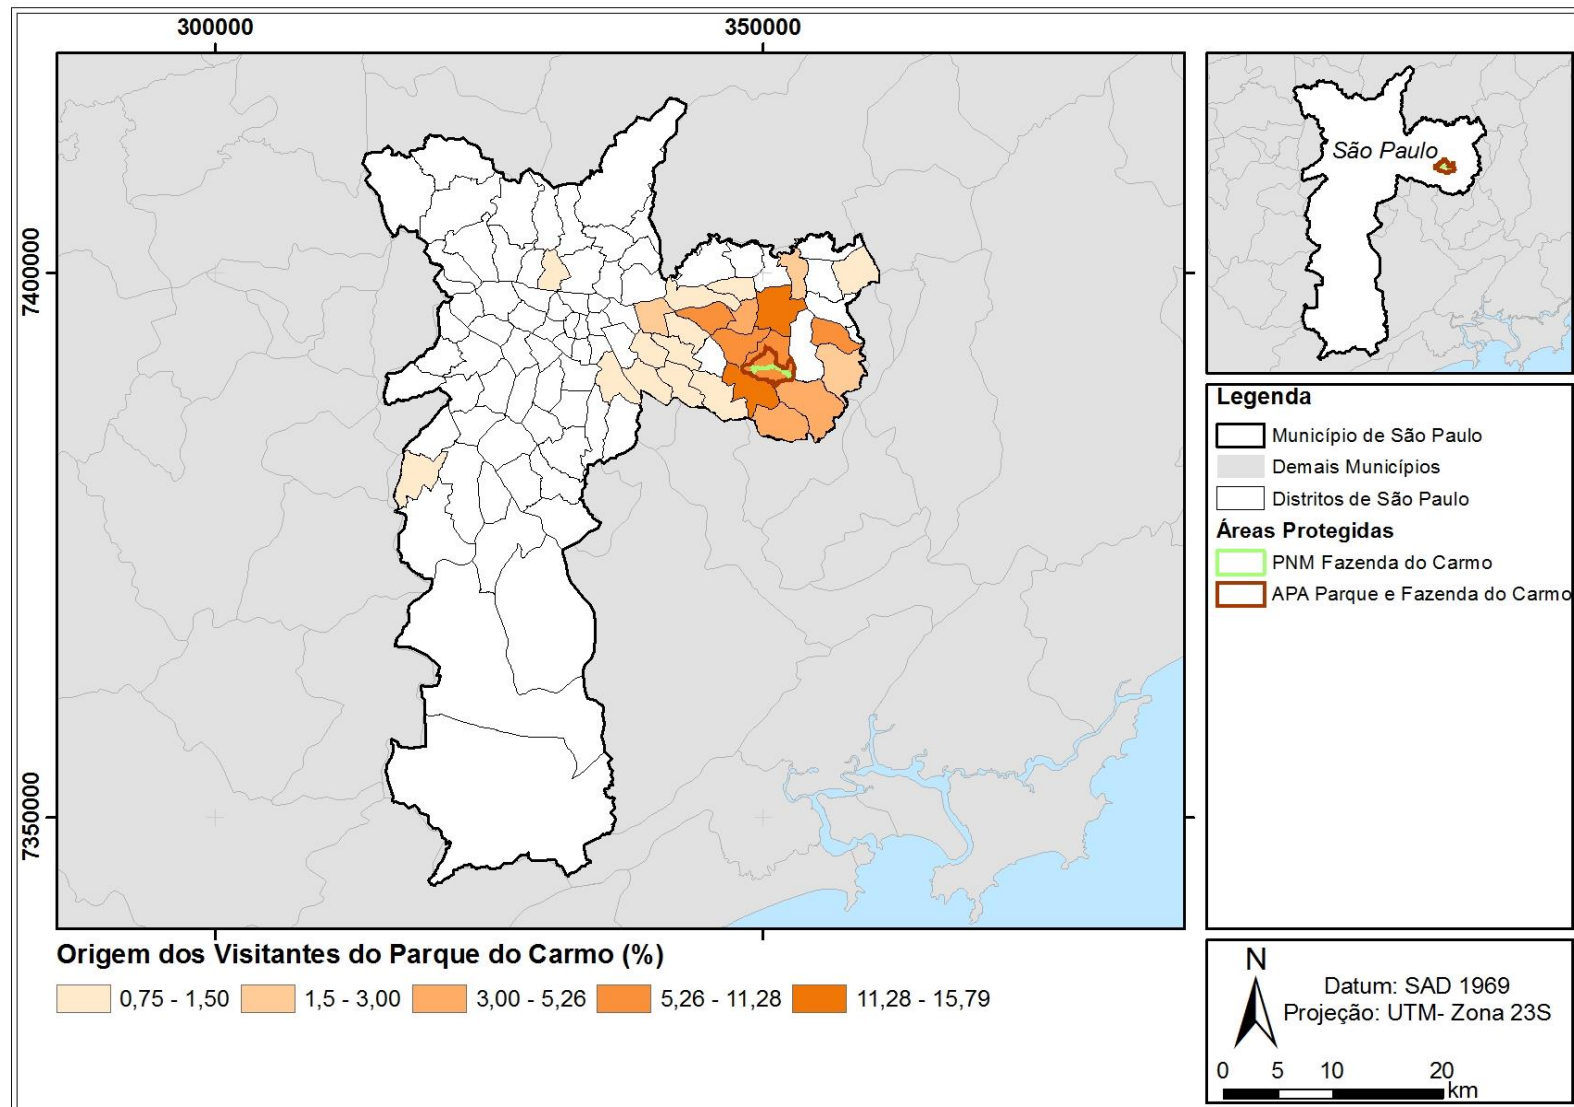 300000
350000
7400000
7350000
São Paulo
Legenda
Município de São Paulo
Demais Municípios
Distritos de São Paulo
Áreas Protegidas
PNM Fazenda do Carmo
APA Parque e Fazenda do Carmo
Origem dos Visitantes do Parque do Carmo (%)
0,75 - 1,50
1,5 - 3,00
3,00 - 5,26
5,26 - 11,28
11,28 - 15,79
N
Datum: SAD 1969
Projeção: UTM- Zona 23S
0 5 10 20
km